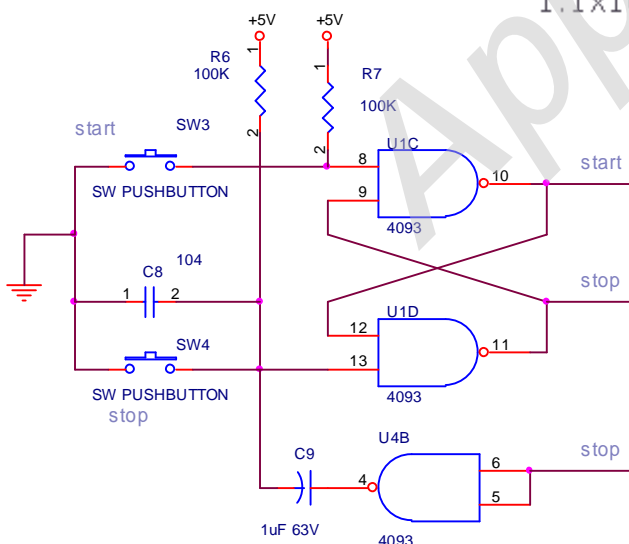 +5V
+5V
1
R6
100K
2
1
R7
100K
2
start
SW3
SW PUSHBUTTON
U1C
8
9
10
start
4093
104
C8
1
2
stop
SW4
SW PUSHBUTTON
stop
U1D
12
13
11
4093
C9
1uF 63V
U4B
4
6
5
stop
4093
App